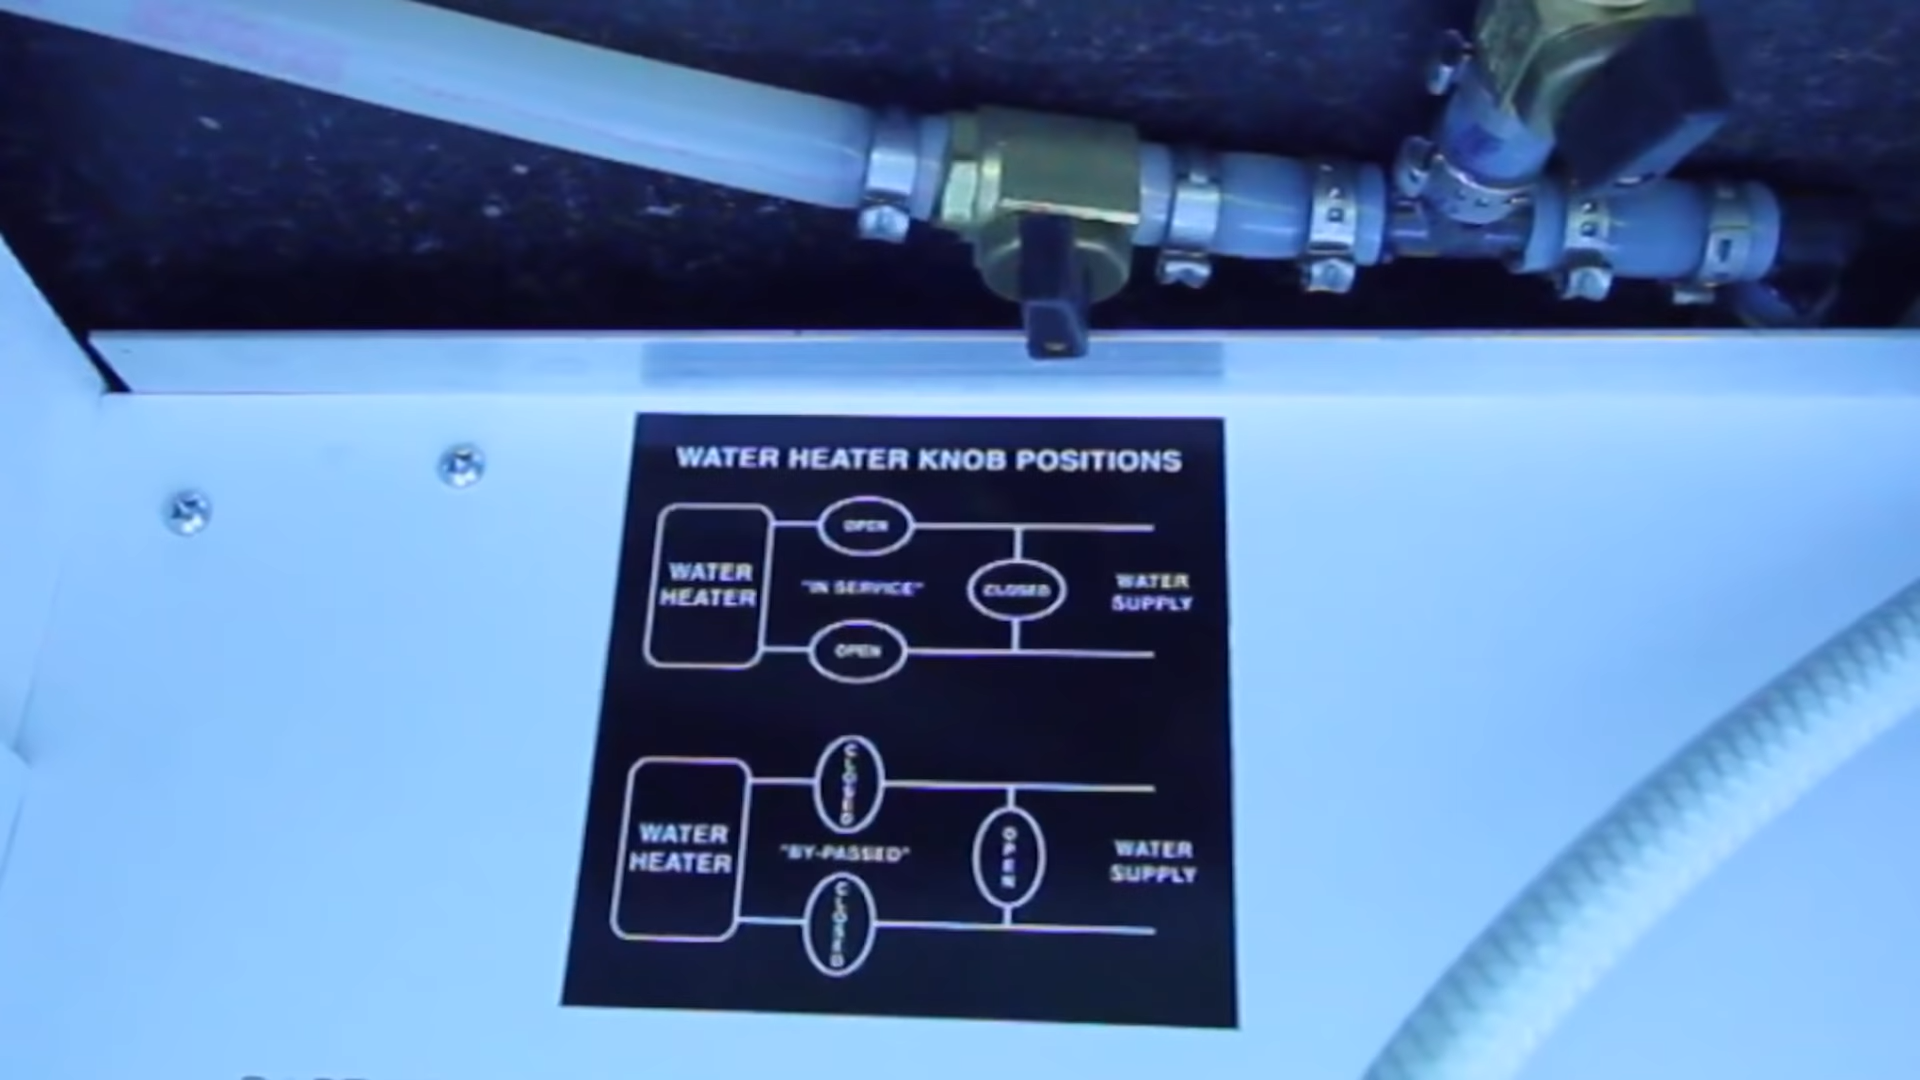 WATER HEATER KNOB POSITIONS
OPEN
WATER
HEATER
"IN SERVICE"
CLOSED
WATER
SUPPLY
OPEN
CLOSED
WATER
HEATER
"BY-PASSED"
OPEN
WATER
SUPPLY
CLOSED